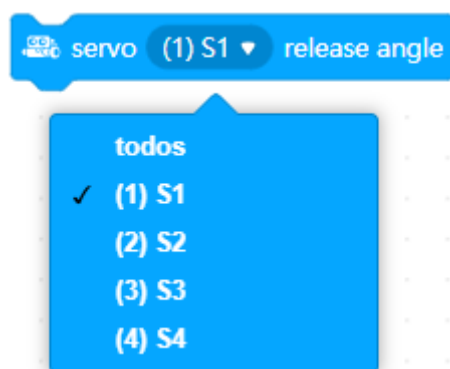 servo (1) S1 release angle
todos
(1) S1
(2) S2
(3) S3
(4) S4